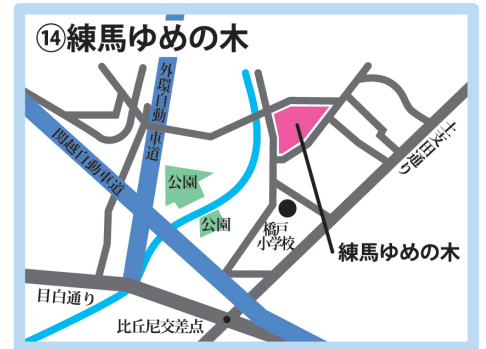 ⑭練馬ゆめの木
外環自動車道
関越自動車道
公園
公園
土支田通り
橋戸
小学校
練馬ゆめの木
目白通り
比丘尼交差点